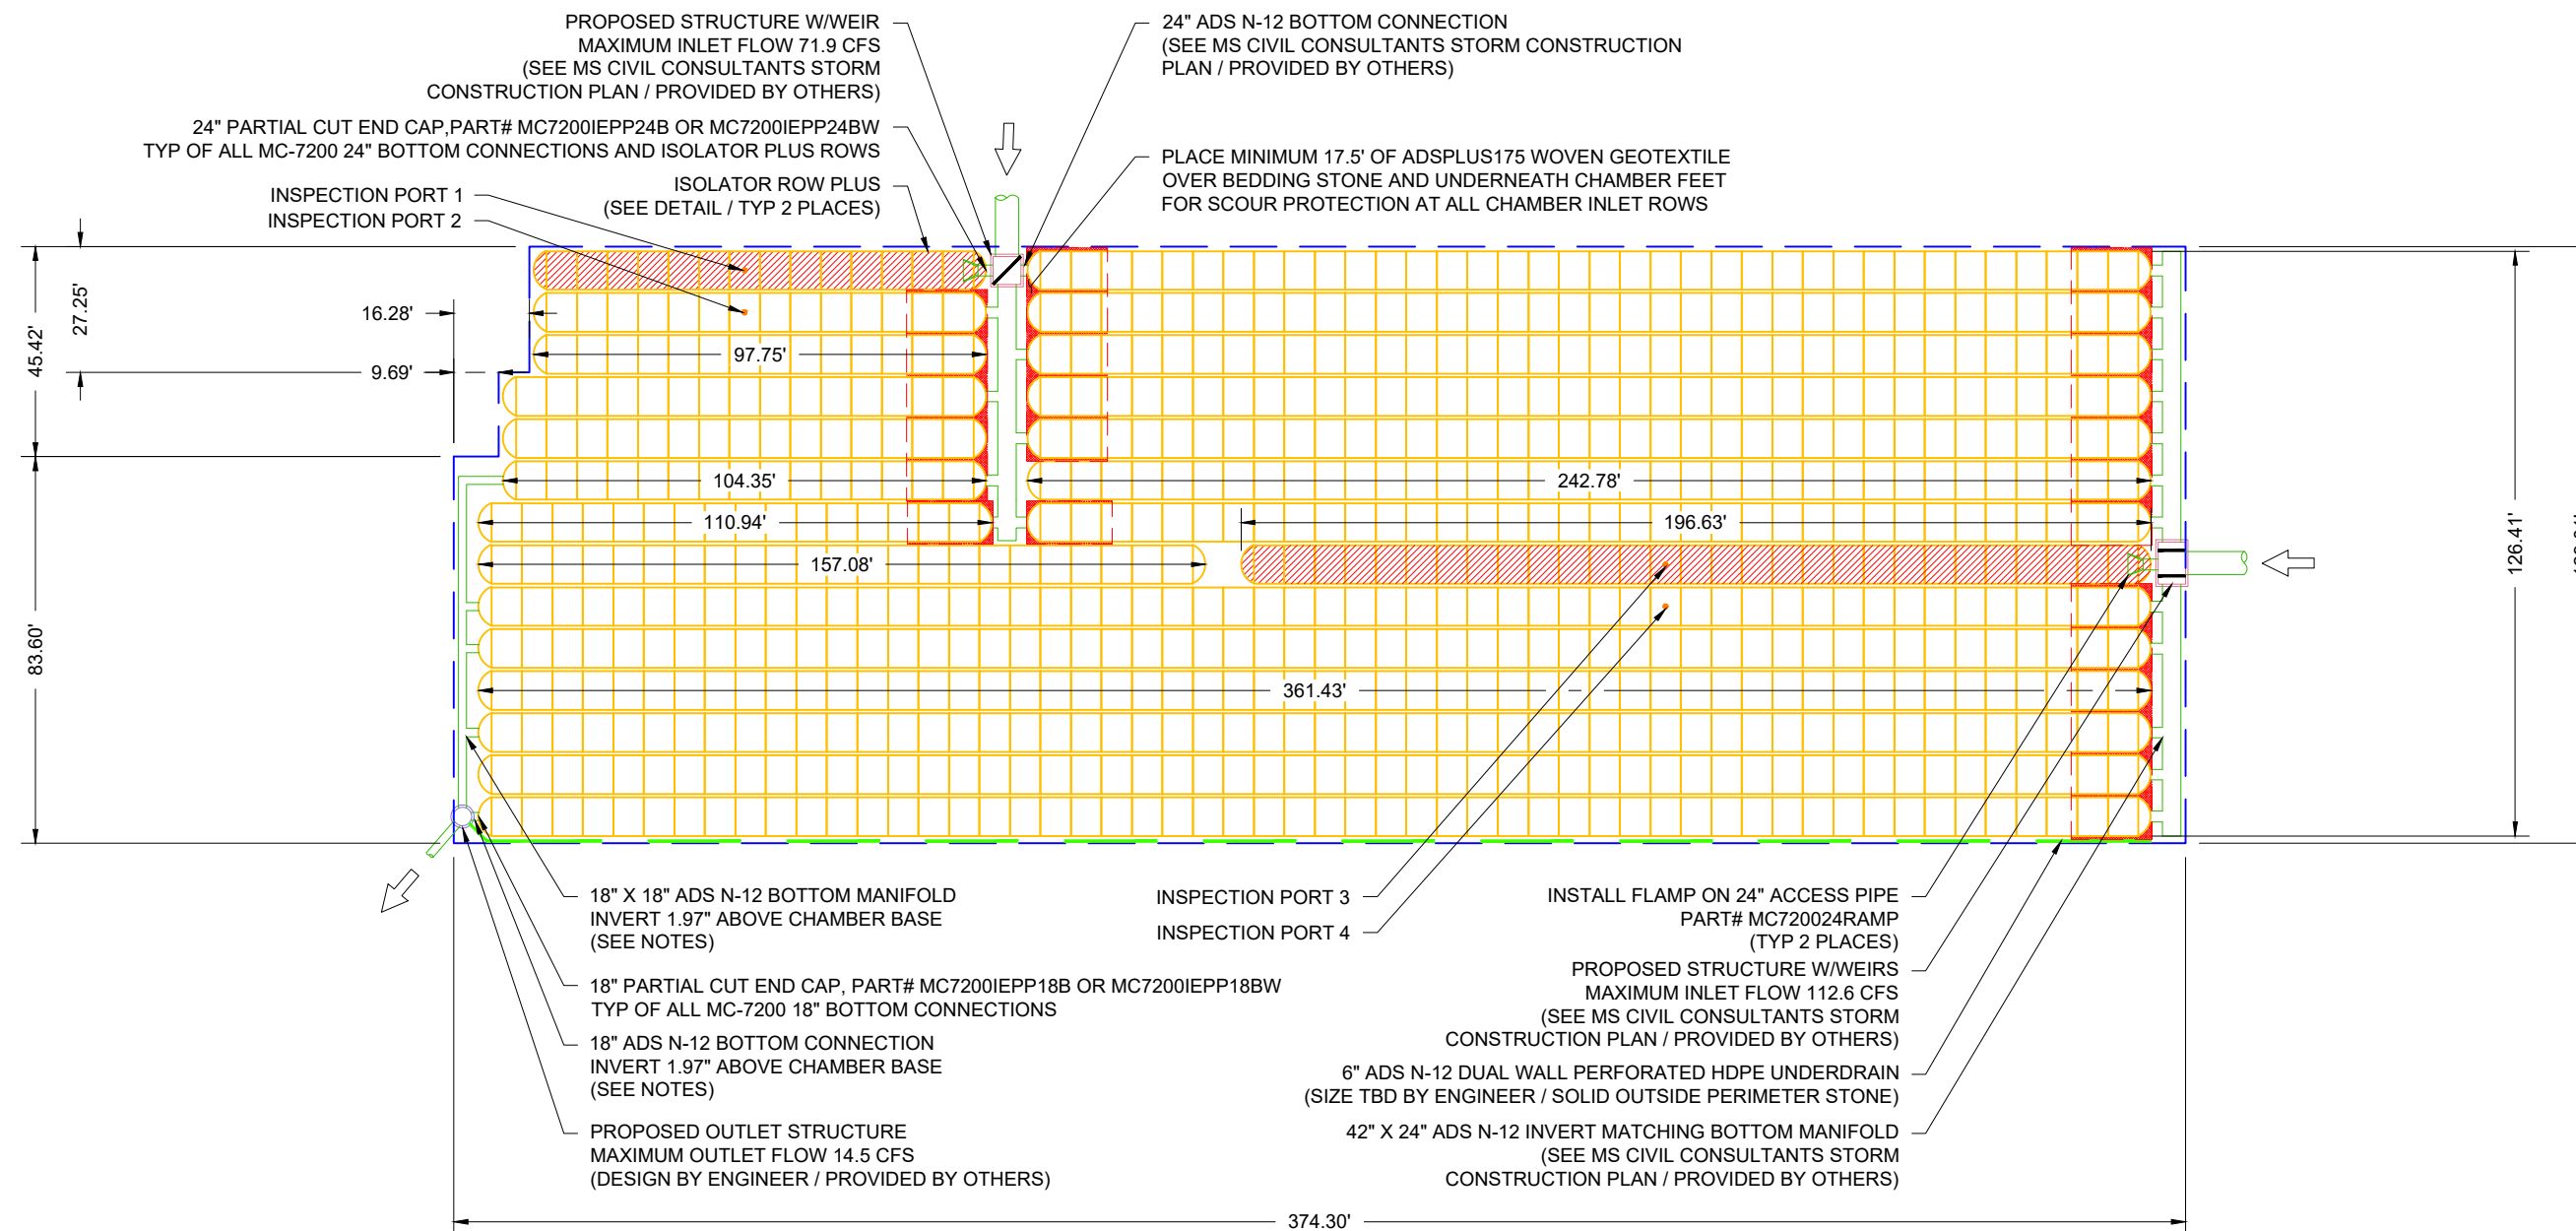 PROPOSED STRUCTURE W/WEIR
MAXIMUM INLET FLOW 71.9 CFS
(SEE MS CIVIL CONSULTANTS STORM
CONSTRUCTION PLAN / PROVIDED BY OTHERS)
24" ADS N-12 BOTTOM CONNECTION
(SEE MS CIVIL CONSULTANTS STORM CONSTRUCTION
PLAN / PROVIDED BY OTHERS)
24" PARTIAL CUT END CAP,PART# MC7200IEPP24B OR MC7200IEPP24BW
TYP OF ALL MC-7200 24" BOTTOM CONNECTIONS AND ISOLATOR PLUS ROWS
PLACE MINIMUM 17.5' OF ADSPLUS175 WOVEN GEOTEXTILE
OVER BEDDING STONE AND UNDERNEATH CHAMBER FEET
FOR SCOUR PROTECTION AT ALL CHAMBER INLET ROWS
ISOLATOR ROW PLUS
(SEE DETAIL / TYP 2 PLACES)
INSPECTION PORT 1
INSPECTION PORT 2
45.42'
27.25'
16.28'
9.69'
83.60'
97.75'
104.35'
242.78'
110.94'
196.63'
157.08'
361.43'
126.41'
18" X 18" ADS N-12 BOTTOM MANIFOLD
INVERT 1.97" ABOVE CHAMBER BASE
(SEE NOTES)
18" PARTIAL CUT END CAP, PART# MC7200IEPP18B OR MC7200IEPP18BW
TYP OF ALL MC-7200 18" BOTTOM CONNECTIONS
18" ADS N-12 BOTTOM CONNECTION
INVERT 1.97" ABOVE CHAMBER BASE
(SEE NOTES)
PROPOSED OUTLET STRUCTURE
MAXIMUM OUTLET FLOW 14.5 CFS
(DESIGN BY ENGINEER / PROVIDED BY OTHERS)
INSPECTION PORT 3
INSPECTION PORT 4
INSTALL FLAMP ON 24" ACCESS PIPE
PART# MC720024RAMP
(TYP 2 PLACES)
PROPOSED STRUCTURE W/WEIRS
MAXIMUM INLET FLOW 112.6 CFS
(SEE MS CIVIL CONSULTANTS STORM
CONSTRUCTION PLAN / PROVIDED BY OTHERS)
6" ADS N-12 DUAL WALL PERFORATED HDPE UNDERDRAIN
(SIZE TBD BY ENGINEER / SOLID OUTSIDE PERIMETER STONE)
42" X 24" ADS N-12 INVERT MATCHING BOTTOM MANIFOLD
(SEE MS CIVIL CONSULTANTS STORM
CONSTRUCTION PLAN / PROVIDED BY OTHERS)
374.30'